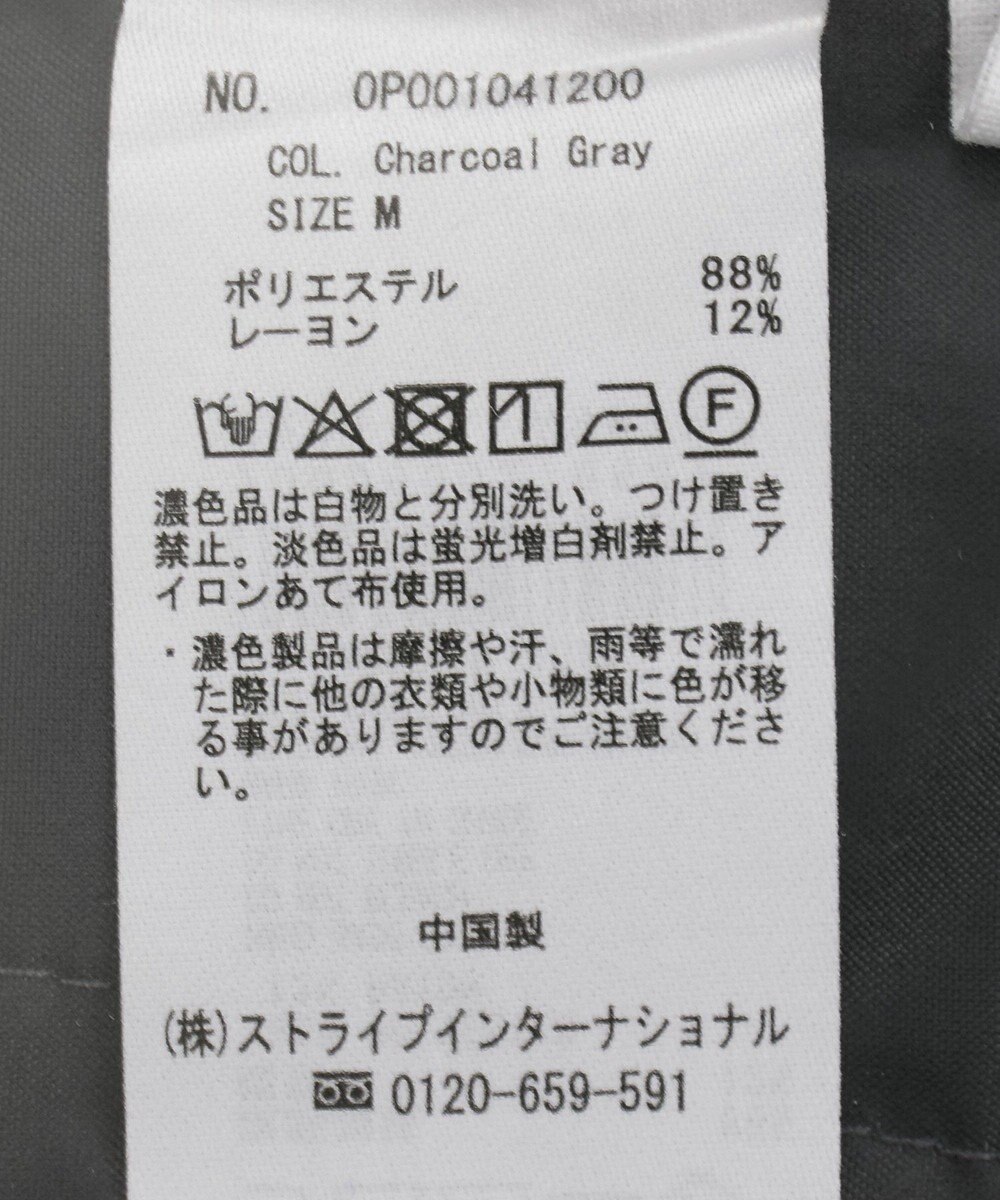 NO. OP001041200
COL. Charcoal Gray
SIZE M
ポリエステル 88%
レーヨン 12%
F
濃色品は白物と分別洗い。つけ置き
禁止。淡色品は蛍光増白剤禁止。ア
イロンあて布使用。
・濃色製品は摩擦や汗、雨等で濡れ
た際に他の衣類や小物類に色が移
る事がありますのでご注意くださ
い。
中国製
(株)ストライプインターナショナル
0120-659-591